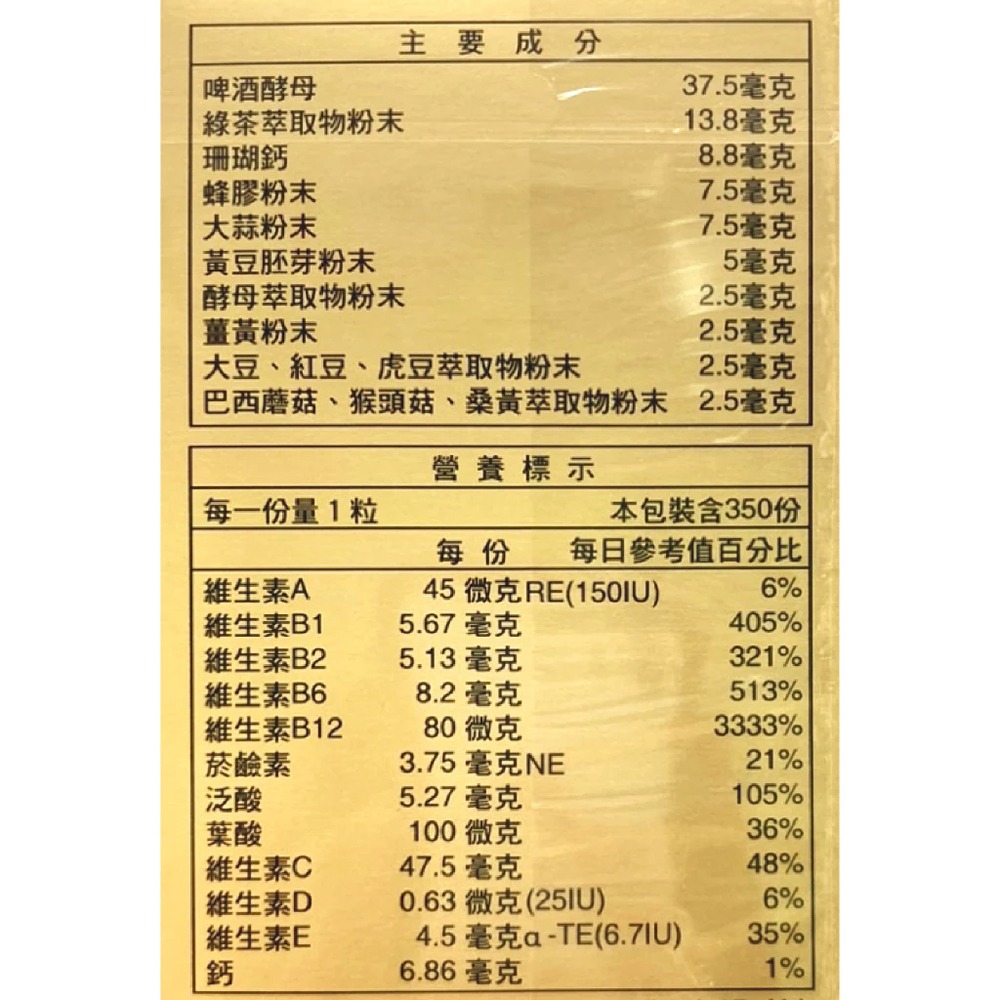 主要成分
啤酒酵母 37.5毫克
綠茶萃取物粉末 13.8毫克
珊瑚鈣 8.8毫克
蜂膠粉末 7.5毫克
大蒜粉末 7.5毫克
黃豆胚芽粉末 5毫克
酵母萃取物粉末 2.5毫克
薑黃粉末 2.5毫克
大豆、紅豆、虎豆萃取物粉末 2.5毫克
巴西蘑菇、猴頭菇、桑黃萃取物粉末 2.5毫克
營養標示
每一份量1粒 本包裝含350份
每份 每日參考值百分比
維生素A 45 微克RE(150IU) 6%
維生素B1 5.67 毫克 405%
維生素B2 5.13 毫克 321%
維生素B6 8.2 毫克 513%
維生素B12 80 微克 3333%
菸鹼素 3.75 毫克NE 21%
泛酸 5.27 毫克 105%
葉酸 100 微克 36%
維生素C 47.5 毫克 48%
維生素D 0.63 微克(25IU) 6%
維生素E 4.5 毫克α-TE(6.7IU) 35%
鈣 6.86 毫克 1%